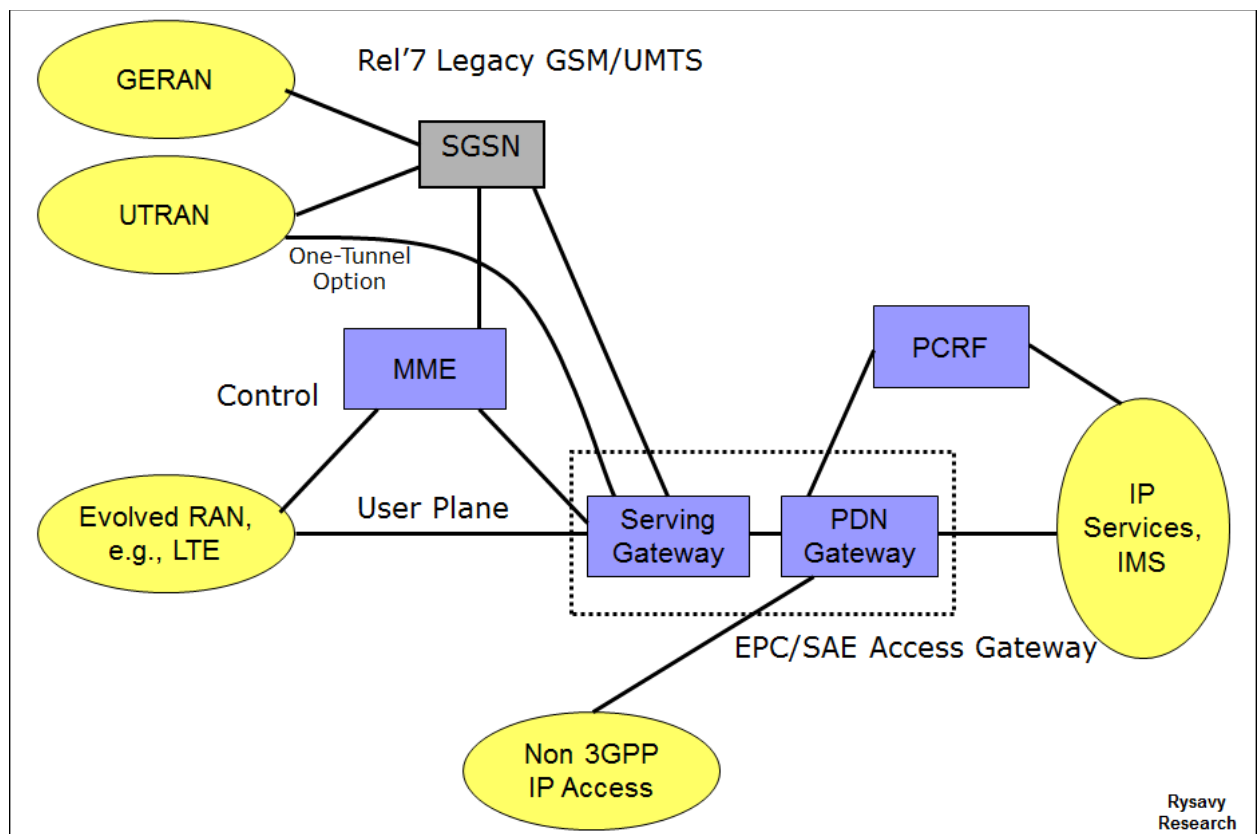 Rel'7 Legacy GSM/UMTS
GERAN
SGSN
UTRAN
One-Tunnel
Option
PCRF
MME
Control
User Plane
Evolved RAN,
e.g., LTE
Serving
Gateway
PDN
Gateway
IP
Services,
IMS
EPC/SAE Access Gateway
Non 3GPP
IP Access
Rysavy
Research